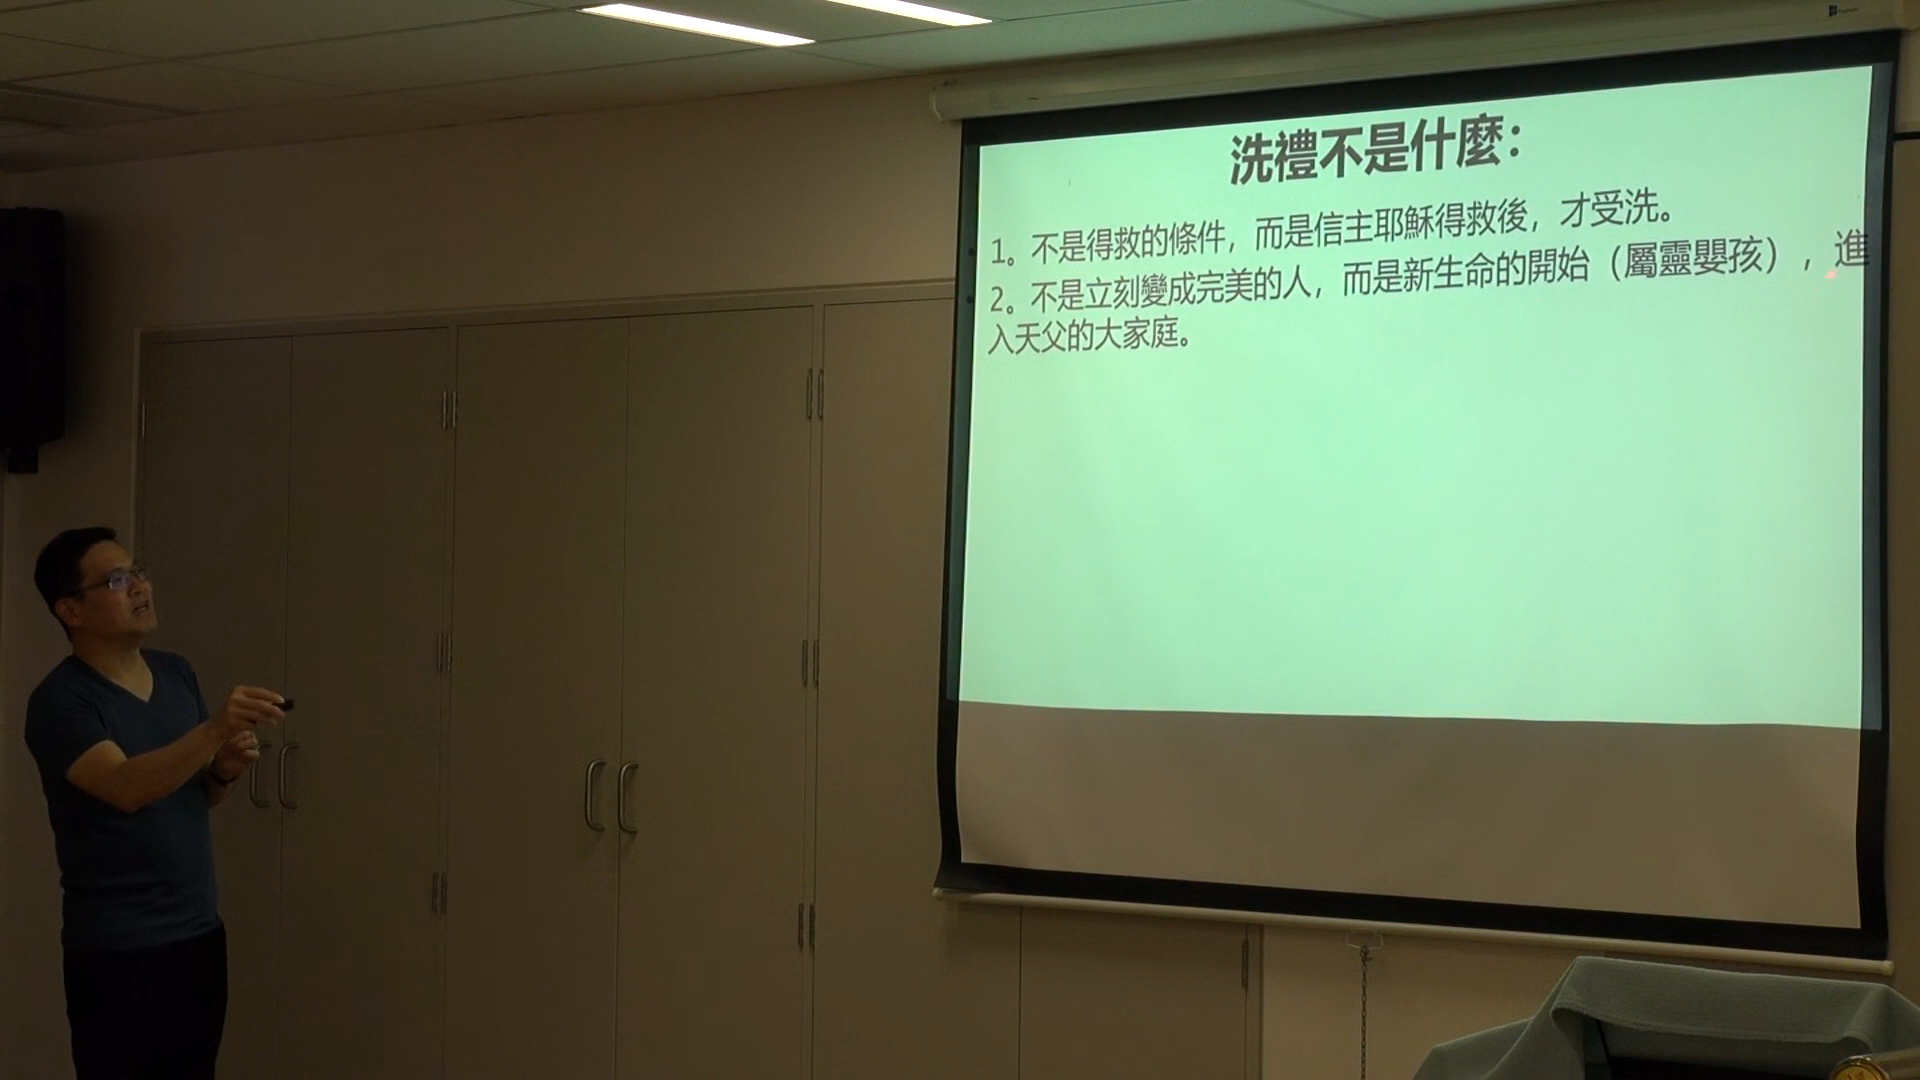 洗禮不是什麼：
1。不是得救的條件，而是信主耶穌得救後，才受洗。
2。不是立刻變成完美的人，而是新生命的開始（屬靈嬰孩），進
入天父的大家庭。